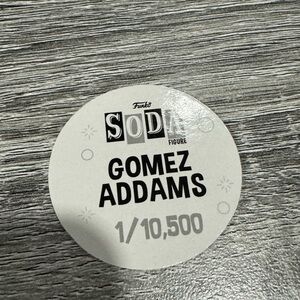 Funko
SODA
FIGURE
GOMEZ
ADDAMS
1/10,500